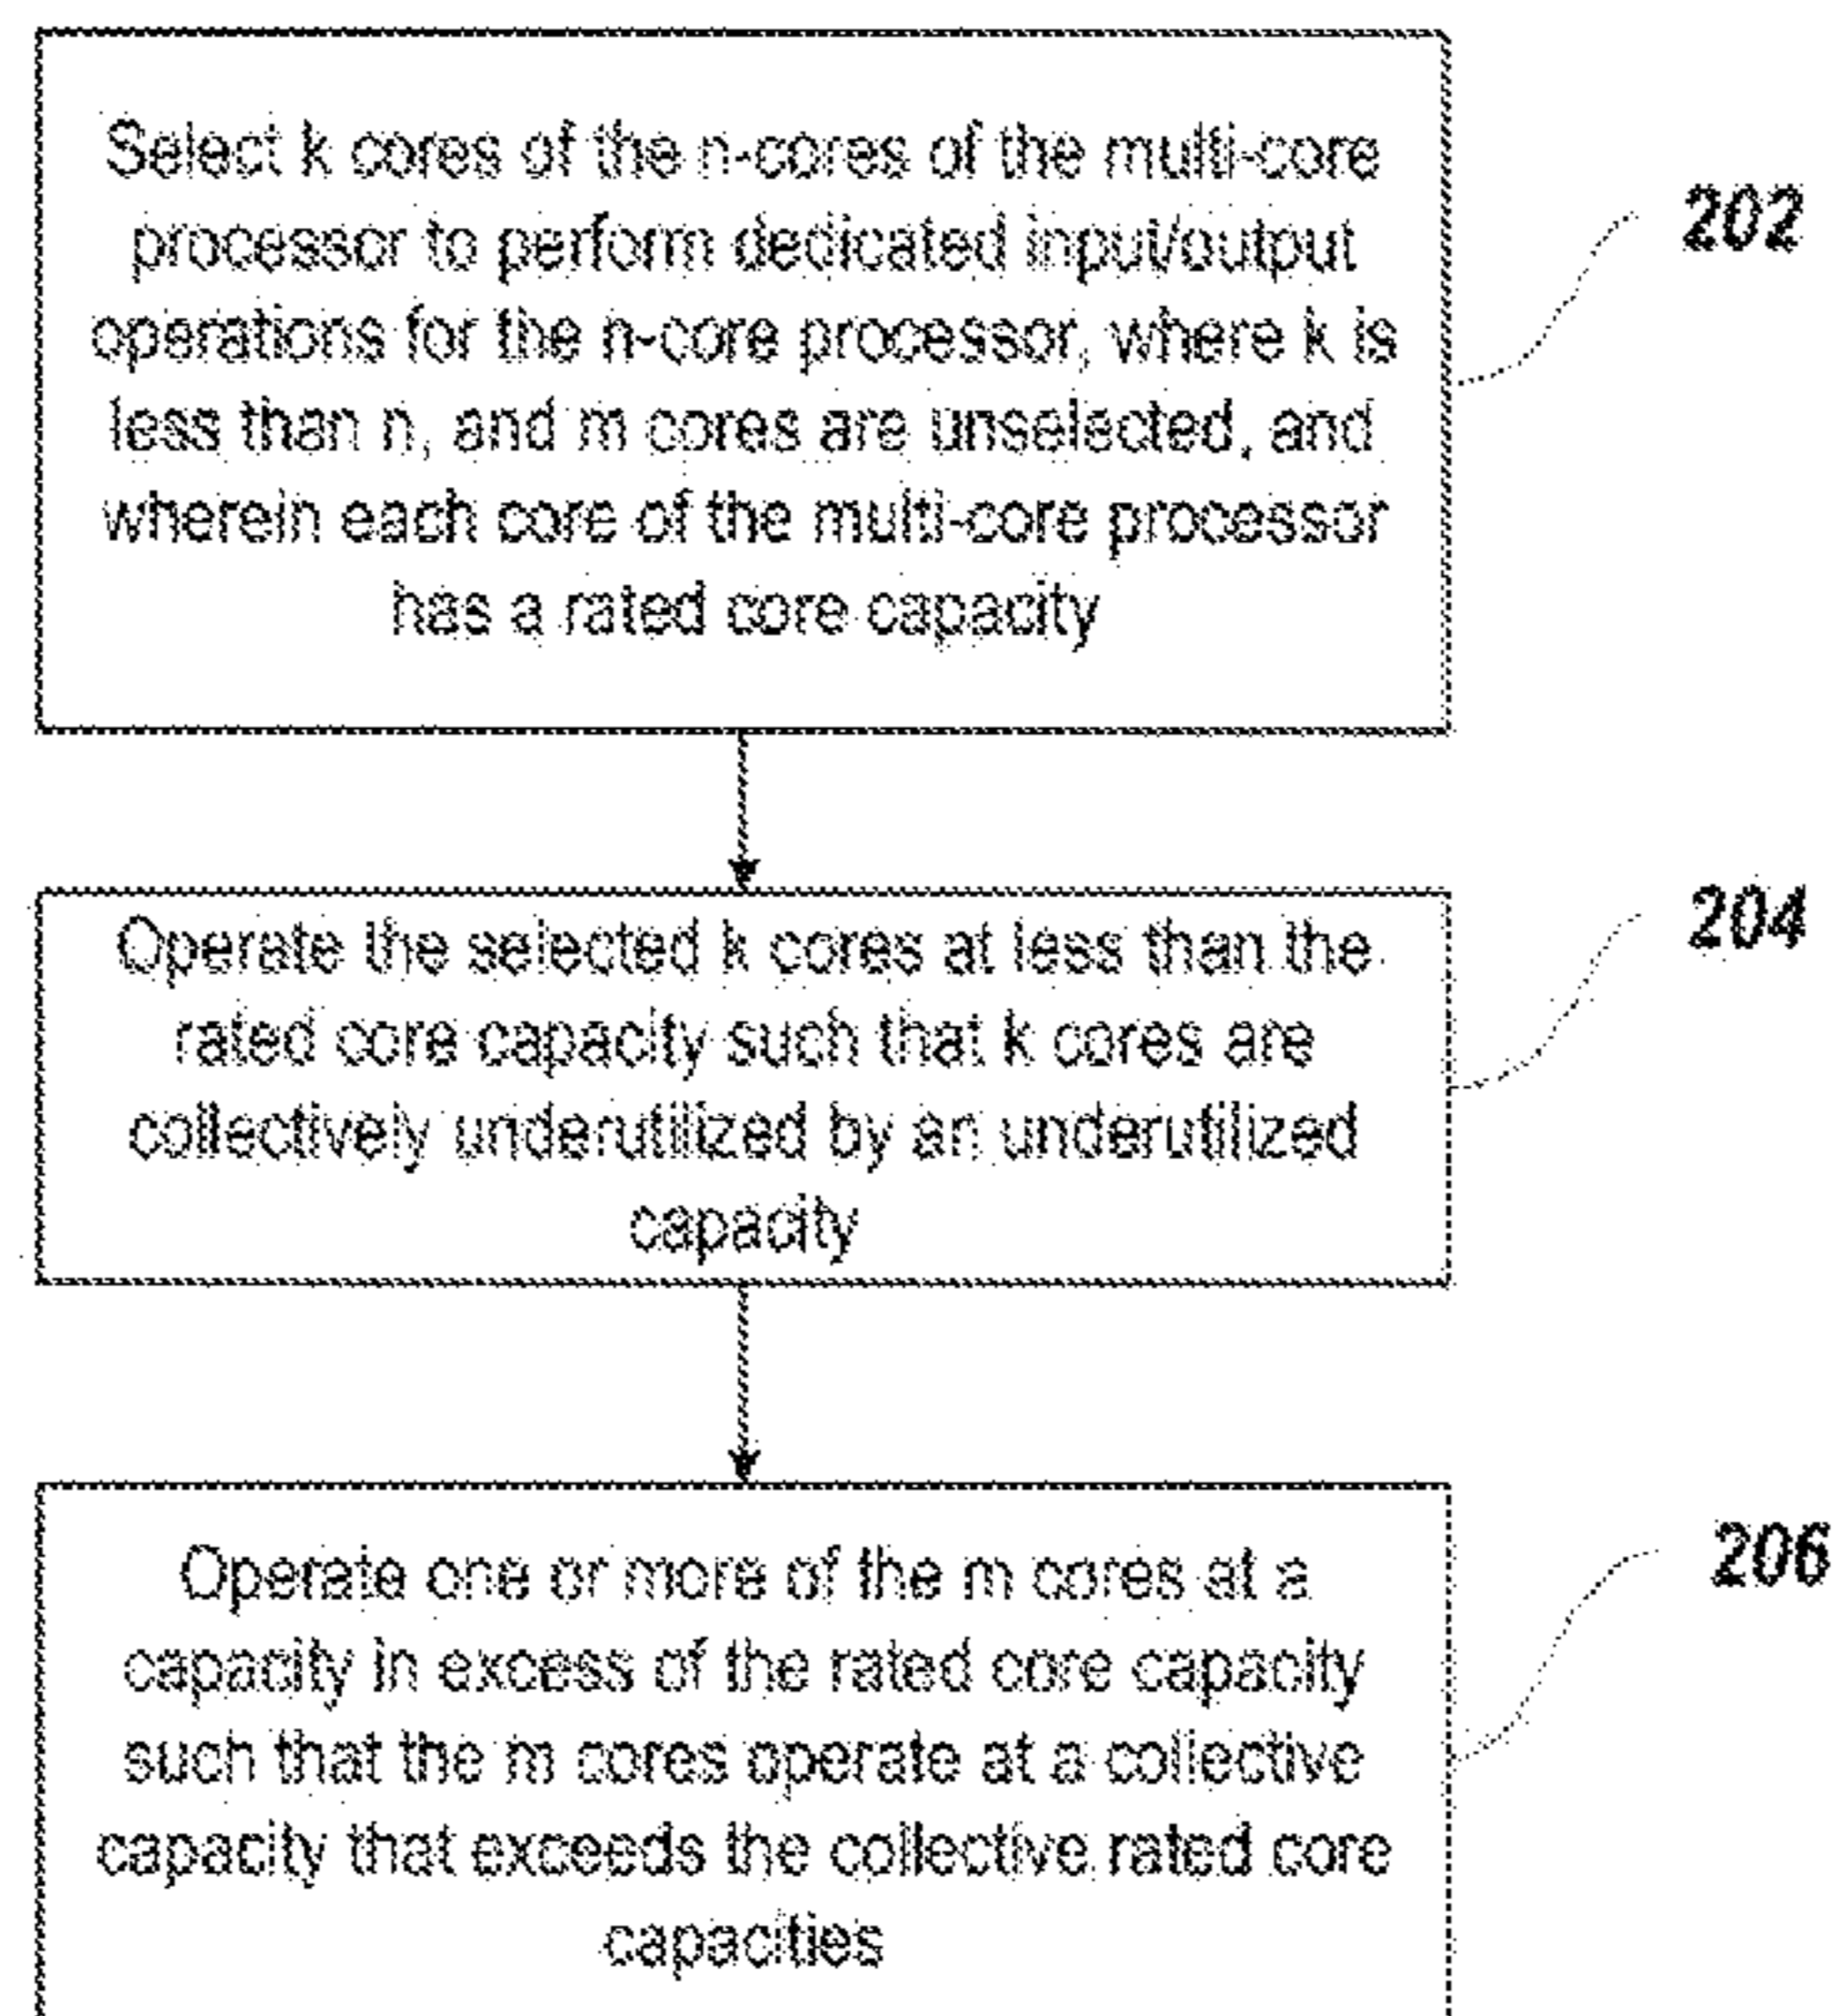 Select k cores of the n-cores of the multi-core
processor to perform dedicated input/output
operations for the n-core processor, where k is
less than n, and m cores are unselected, and
wherein each core of the multi-core processor
has a rated core capacity
202
Operate the selected k cores at less than the
rated core capacity such that k cores are
collectively underutilized by an underutilized
capacity
204
Operate one or more of the m cores at a
capacity in excess of the rated core capacity
such that the m cores operate at a collective
capacity that exceeds the collective rated core
capacities
206